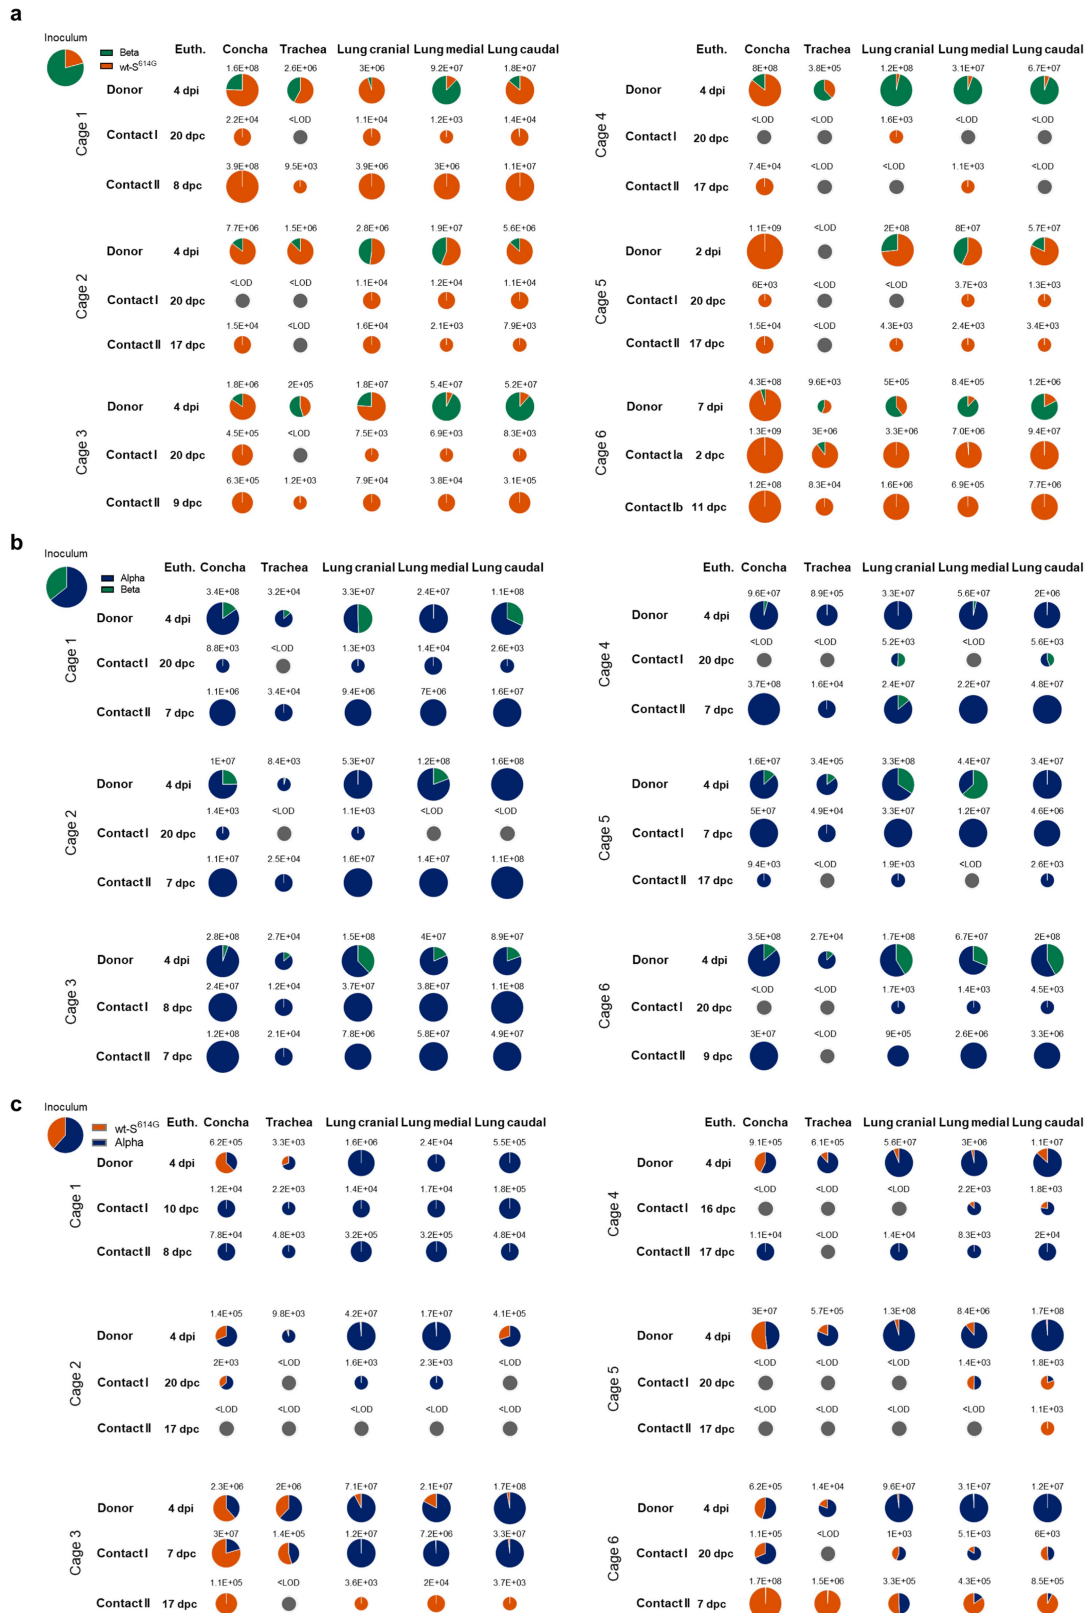 a
Inoculum
Beta
wt-S614G
Euth. Concha Trachea Lung cranial Lung medial Lung caudal
Cage 1
1.6E+08 2.6E+06 3E+06 9.2E+07 1.8E+07
Donor 4 dpi
2.2E+04 <LOD 1.1E+04 1.2E+03 1.4E+04
Contact I 20 dpc
3.9E+08 9.5E+03 3.9E+06 3E+06 1.1E+07
Contact II 8 dpc
Cage 2
7.7E+06 1.5E+06 2.8E+06 1.9E+07 5.6E+06
Donor 4 dpi
<LOD <LOD 1.1E+04 1.2E+04 1.1E+04
Contact I 20 dpc
1.5E+04 <LOD 1.6E+04 2.1E+03 7.9E+03
Contact II 17 dpc
Cage 3
1.8E+06 2E+05 1.8E+07 5.4E+07 5.2E+07
Donor 4 dpi
4.5E+05 <LOD 7.5E+03 6.9E+03 8.3E+03
Contact I 20 dpc
6.3E+05 1.2E+03 7.9E+04 3.8E+04 3.1E+05
Contact II 9 dpc
Euth. Concha Trachea Lung cranial Lung medial Lung caudal
Cage 4
8E+08 3.8E+05 1.2E+08 3.1E+07 6.7E+07
Donor 4 dpi
<LOD <LOD 1.6E+03 <LOD <LOD
Contact I 20 dpc
7.4E+04 <LOD <LOD 1.1E+03 <LOD
Contact II 17 dpc
Cage 5
1.1E+09 <LOD 2E+08 8E+07 5.7E+07
Donor 2 dpi
6E+03 <LOD <LOD 3.7E+03 1.3E+03
Contact I 20 dpc
1.5E+04 <LOD 4.3E+03 2.4E+03 3.4E+03
Contact II 17 dpc
Cage 6
4.3E+08 9.6E+03 5E+05 8.4E+05 1.2E+06
Donor 7 dpi
1.3E+09 3E+06 3.3E+06 7.0E+06 9.4E+07
Contact Ia 2 dpc
1.2E+08 8.3E+04 1.6E+06 6.9E+05 7.7E+06
Contact Ib 11 dpc
b
Inoculum
Alpha
Beta
Euth. Concha Trachea Lung cranial Lung medial Lung caudal
Cage 1
3.4E+08 3.2E+04 3.3E+07 2.4E+07 1.1E+08
Donor 4 dpi
8.8E+03 <LOD 1.3E+03 1.4E+04 2.6E+03
Contact I 20 dpc
1.1E+06 3.4E+04 9.4E+06 7E+06 1.6E+07
Contact II 7 dpc
Cage 2
1E+07 8.4E+03 5.3E+07 1.2E+08 1.6E+08
Donor 4 dpi
1.4E+03 <LOD 1.1E+03 <LOD <LOD
Contact I 20 dpc
1.1E+07 2.5E+04 1.6E+07 1.4E+07 1.1E+08
Contact II 7 dpc
Cage 3
2.8E+08 2.7E+04 1.5E+08 4E+07 8.9E+07
Donor 4 dpi
2.4E+07 1.2E+04 3.7E+07 3.8E+07 1.1E+08
Contact I 8 dpc
1.2E+08 2.1E+04 7.8E+06 5.8E+07 4.9E+07
Contact II 7 dpc
Euth. Concha Trachea Lung cranial Lung medial Lung caudal
Cage 4
9.6E+07 8.9E+05 3.3E+07 5.6E+07 2E+06
Donor 4 dpi
<LOD <LOD 5.2E+03 <LOD 5.6E+03
Contact I 20 dpc
3.7E+08 1.6E+04 2.4E+07 2.2E+07 4.8E+07
Contact II 7 dpc
Cage 5
1.6E+07 3.4E+05 3.3E+08 4.4E+07 3.4E+07
Donor 4 dpi
5E+07 4.9E+04 3.3E+07 1.2E+07 4.6E+06
Contact I 7 dpc
9.4E+03 <LOD 1.9E+03 <LOD 2.6E+03
Contact II 17 dpc
Cage 6
3.5E+08 2.7E+04 1.7E+08 6.7E+07 2E+08
Donor 4 dpi
<LOD <LOD 1.7E+03 1.4E+03 4.5E+03
Contact I 20 dpc
3E+07 <LOD 9E+05 2.6E+06 3.3E+06
Contact II 9 dpc
c
Inoculum
wt-S614G
Alpha
Euth. Concha Trachea Lung cranial Lung medial Lung caudal
Cage 1
6.2E+05 3.3E+03 1.6E+06 2.4E+04 5.5E+05
Donor 4 dpi
1.2E+04 2.2E+03 1.4E+04 1.7E+04 1.8E+05
Contact I 10 dpc
7.8E+04 4.8E+03 3.2E+05 3.2E+05 4.8E+04
Contact II 8 dpc
Cage 2
1.4E+05 9.8E+03 4.2E+07 1.7E+07 4.1E+05
Donor 4 dpi
2E+03 <LOD 1.6E+03 2.3E+03 <LOD
Contact I 20 dpc
<LOD <LOD <LOD <LOD <LOD
Contact II 17 dpc
Cage 3
2.3E+06 2E+06 7.1E+07 2.1E+07 1.7E+08
Donor 4 dpi
3E+07 1.4E+05 1.2E+07 7.2E+06 3.3E+07
Contact I 7 dpc
1.1E+05 <LOD 3.6E+03 2E+04 3.7E+03
Contact II 17 dpc
Euth. Concha Trachea Lung cranial Lung medial Lung caudal
Cage 4
9.1E+05 6.1E+05 5.6E+07 3E+06 1.1E+07
Donor 4 dpi
<LOD <LOD <LOD 2.2E+03 1.8E+03
Contact I 16 dpc
1.1E+04 <LOD 1.4E+04 8.3E+03 2E+04
Contact II 17 dpc
Cage 5
3E+07 5.7E+05 1.3E+08 8.4E+06 1.7E+08
Donor 4 dpi
<LOD <LOD <LOD 1.4E+03 1.8E+03
Contact I 20 dpc
<LOD <LOD <LOD <LOD 1.1E+03
Contact II 17 dpc
Cage 6
6.2E+05 1.4E+04 9.6E+07 3.1E+07 1.2E+07
Donor 4 dpi
1.1E+05 <LOD 1E+03 5.1E+03 6E+03
Contact I 20 dpc
1.7E+08 1.5E+06 3.3E+05 4.3E+05 8.5E+05
Contact II 7 dpc